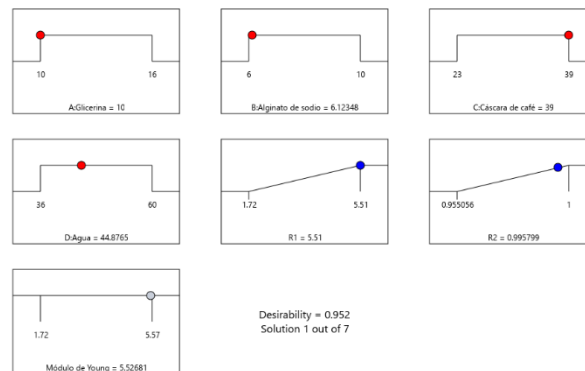 10 16
A:Glicerina = 10
6 10
B:Alginato de sodio = 6.12348
23 39
C:Cáscara de café = 39
36 60
D:Agua = 44.8765
1.72 5.51
R1 = 5.51
0.955056 1
R2 = 0.995799
1.72 5.57
Módulo de Young = 5.52681
Desirability = 0.952
Solution 1 out of 7